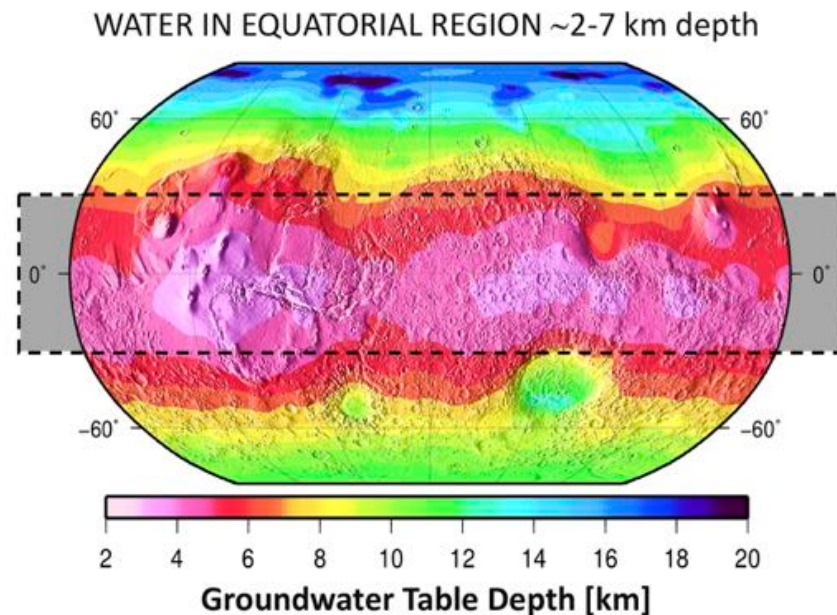 WATER IN EQUATORIAL REGION ~2-7 km depth
60° 60°
0° 0°
−60° −60°
2 4 6 8 10 12 14 16 18 20
Groundwater Table Depth [km]